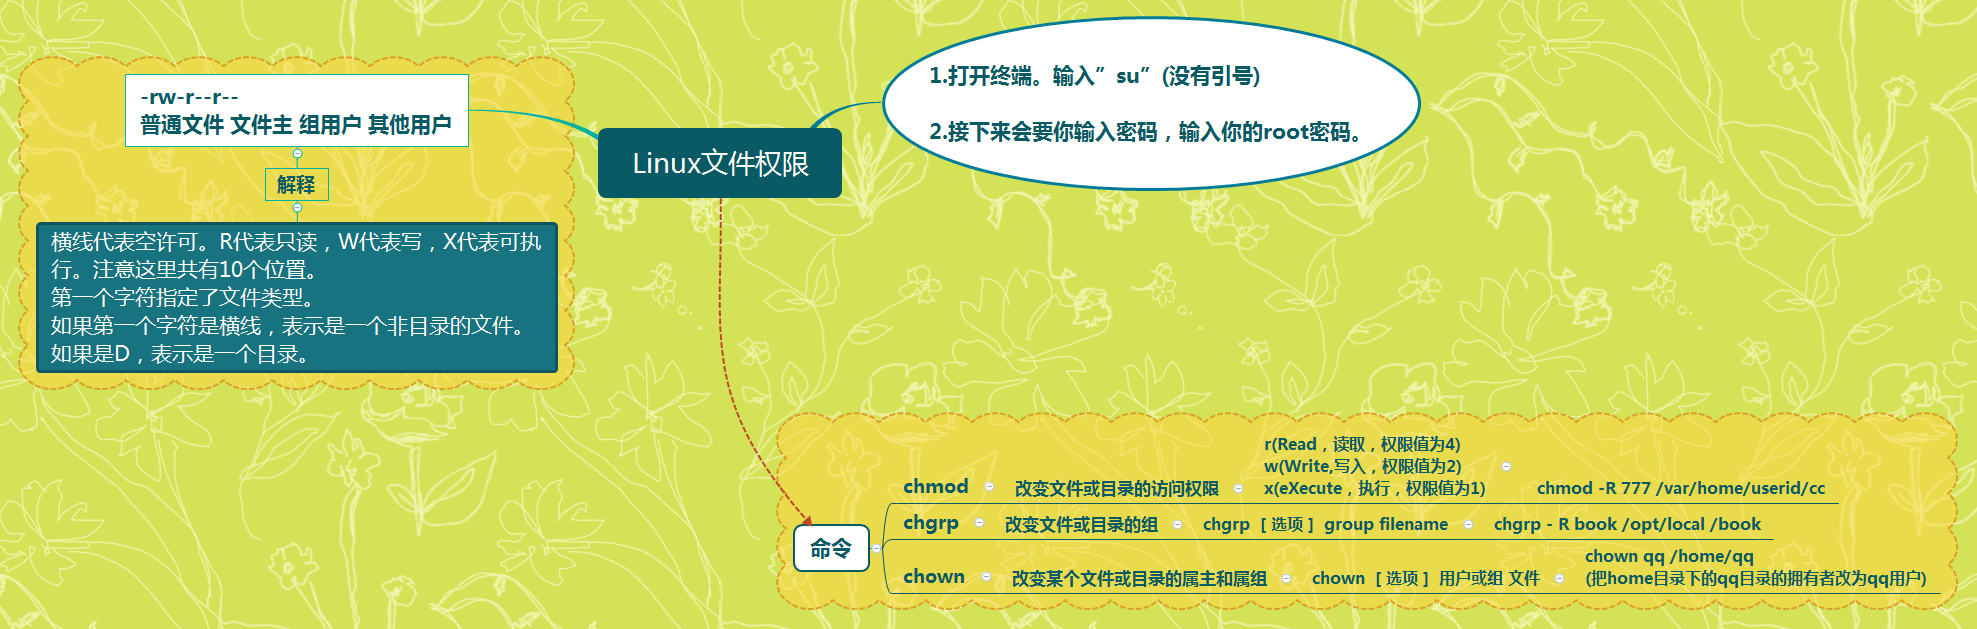 Linux文件权限
-rw-r--r--
普通文件 文件主 组用户 其他用户
解释
横线代表空许可。R代表只读，W代表写，X代表可执
行。注意这里共有10个位置。
第一个字符指定了文件类型。
如果第一个字符是横线，表示是一个非目录的文件。
如果是D，表示是一个目录。
1.打开终端。输入”su”(没有引号)
2.接下来会要你输入密码，输入你的root密码。
命令
chmod 改变文件或目录的访问权限
r(Read，读取，权限值为4)
w(Write,写入，权限值为2)
x(eXecute，执行，权限值为1)
chmod -R 777 /var/home/userid/cc
chgrp 改变文件或目录的组 chgrp [ 选项 ] group filename chgrp - R book /opt/local /book
chown 改变某个文件或目录的属主和属组 chown [ 选项 ] 用户或组 文件
chown qq /home/qq
(把home目录下的qq目录的拥有者改为qq用户)